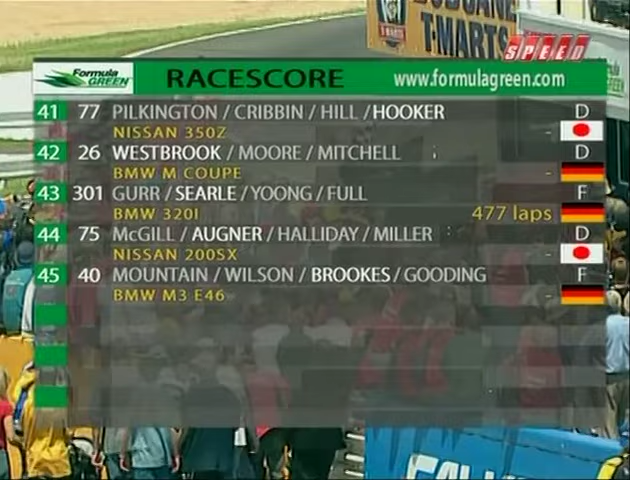 T·MARTS
SPEED
Formula GREEN
RACESCORE
www.formulagreen.com
41 77 PILKINGTON / CRIBBIN / HILL / HOOKER D
NISSAN 350Z -
42 26 WESTBROOK / MOORE / MITCHELL D
BMW M COUPE -
43 301 GURR / SEARLE / YOONG / FULL F
BMW 320I 477 laps
44 75 McGILL / AUGNER / HALLIDAY / MILLER D
NISSAN 200SX -
45 40 MOUNTAIN / WILSON / BROOKES / GOODING F
BMW M3 E46 -